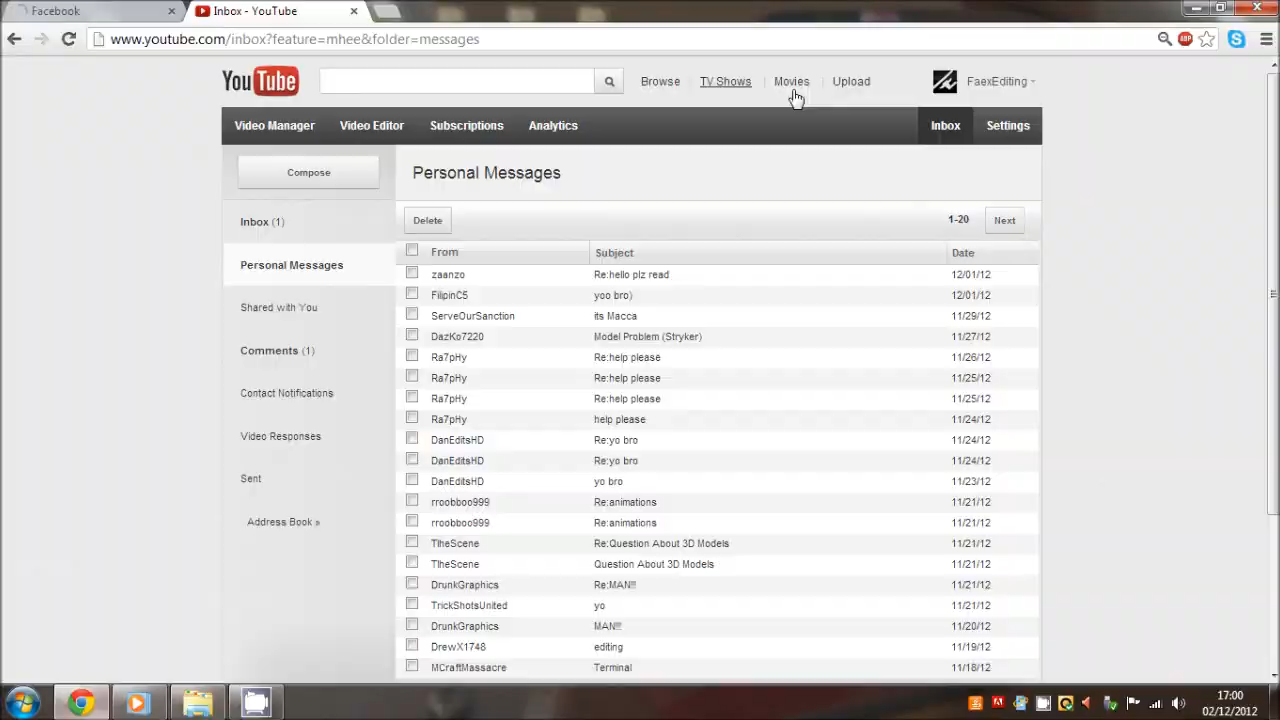 Facebook
Inbox - YouTube
www.youtube.com/inbox?feature=mhee&folder=messages
ABP
YouTube
Browse
TV Shows
Movies
Upload
FaexEditing
Video Manager
Video Editor
Subscriptions
Analytics
Inbox
Settings
Compose
Personal Messages
Inbox (1)
Personal Messages
Shared with You
Comments (1)
Contact Notifications
Video Responses
Sent
Address Book »
Delete
1-20
Next
From Subject Date
zaanzo Re:hello plz read 12/01/12
FilipinC5 yoo bro) 12/01/12
ServeOurSanction its Macca 11/29/12
DazKo7220 Model Problem (Stryker) 11/27/12
Ra7pHy Re:help please 11/26/12
Ra7pHy Re:help please 11/25/12
Ra7pHy Re:help please 11/25/12
Ra7pHy help please 11/24/12
DanEditsHD Re:yo bro 11/24/12
DanEditsHD Re:yo bro 11/24/12
DanEditsHD yo bro 11/23/12
rroobboo999 Re:animations 11/21/12
rroobboo999 Re:animations 11/21/12
TlheScene Re:Question About 3D Models 11/21/12
TlheScene Question About 3D Models 11/21/12
DrunkGraphics Re:MAN!!! 11/21/12
TrickShotsUnited yo 11/21/12
DrunkGraphics MAN!!! 11/20/12
DrewX1748 editing 11/19/12
MCraftMassacre Terminal 11/18/12
17:00
02/12/2012